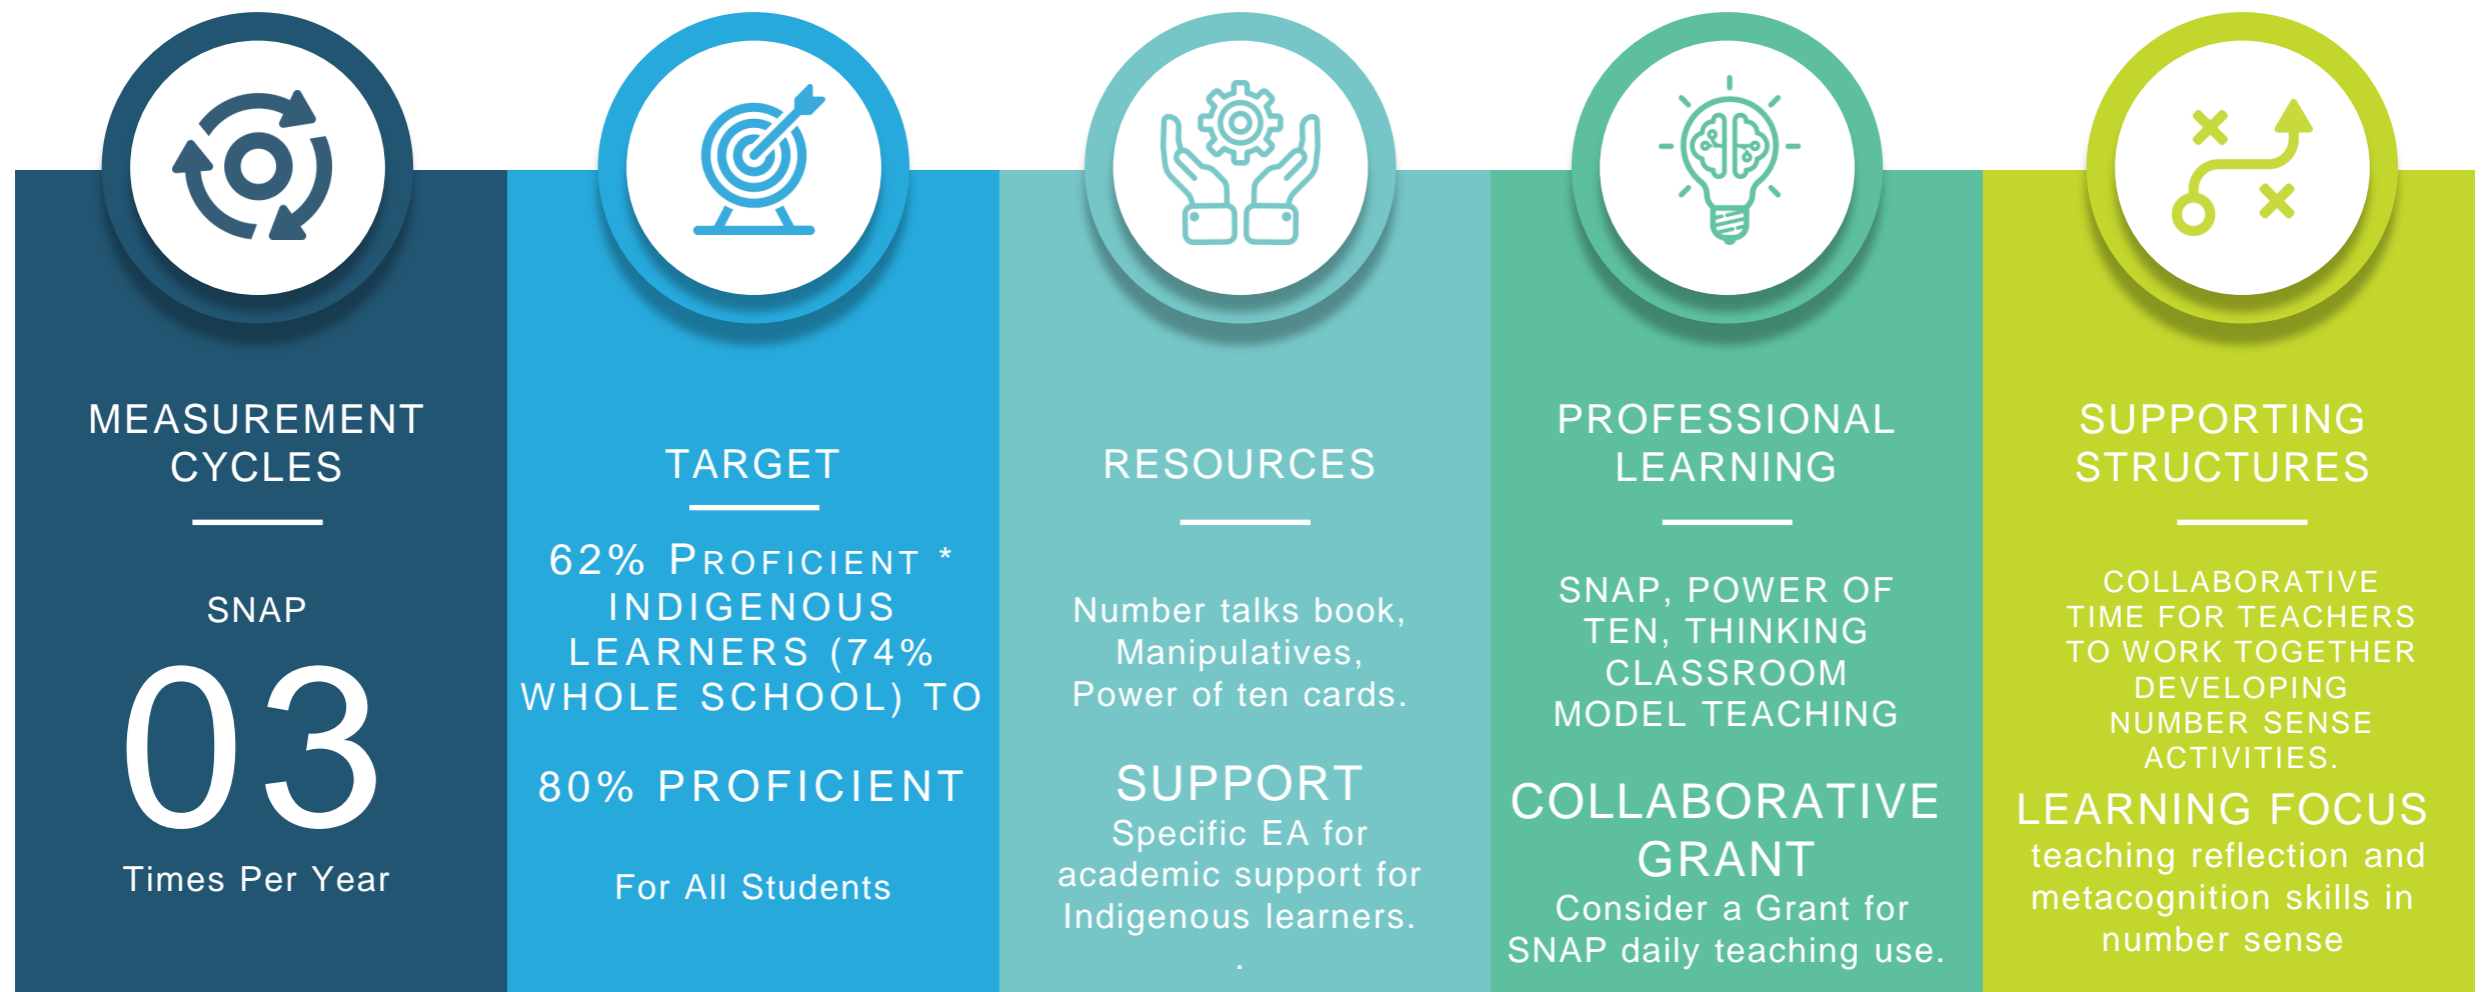 MEASUREMENT
CYCLES
SNAP
03
Times Per Year
TARGET
62% PROFICIENT *
INDIGENOUS
LEARNERS (74%
WHOLE SCHOOL) TO
80% PROFICIENT
For All Students
RESOURCES
Number talks book,
Manipulatives,
Power of ten cards.
SUPPORT
Specific EA for
academic support for
Indigenous learners.
.
PROFESSIONAL
LEARNING
SNAP, POWER OF
TEN, THINKING
CLASSROOM
MODEL TEACHING
COLLABORATIVE
GRANT
Consider a Grant for
SNAP daily teaching use.
SUPPORTING
STRUCTURES
COLLABORATIVE
TIME FOR TEACHERS
TO WORK TOGETHER
DEVELOPING
NUMBER SENSE
ACTIVITIES.
LEARNING FOCUS
teaching reflection and
metacognition skills in
number sense